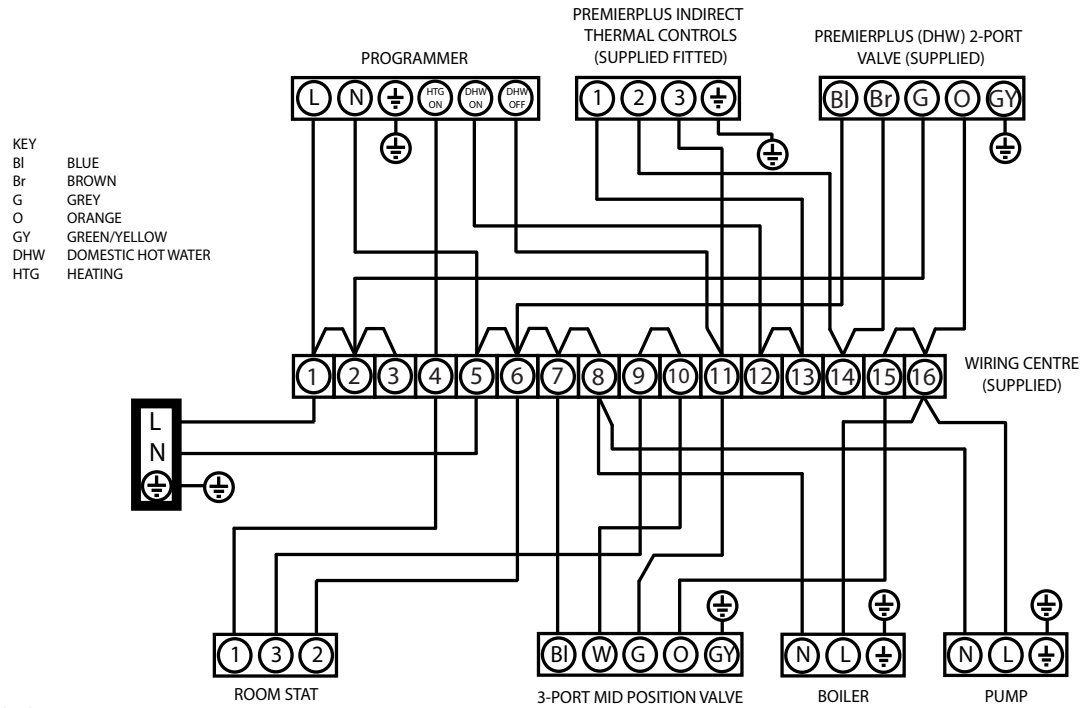 PREMIERPLUS INDIRECT
THERMAL CONTROLS
(SUPPLIED FITTED)
PREMIERPLUS (DHW) 2-PORT
VALVE (SUPPLIED)
PROGRAMMER
L N HTG ON DHW ON DHW OFF
1 2 3
Bl Br G O GY
KEY
Bl BLUE
Br BROWN
G GREY
O ORANGE
GY GREEN/YELLOW
DHW DOMESTIC HOT WATER
HTG HEATING
1 2 3 4 5 6 7 8 9 10 11 12 13 14 15 16
WIRING CENTRE
(SUPPLIED)
L
N
1 3 2
ROOM STAT
Bl W G O GY
3-PORT MID POSITION VALVE
N L
BOILER
N L
PUMP